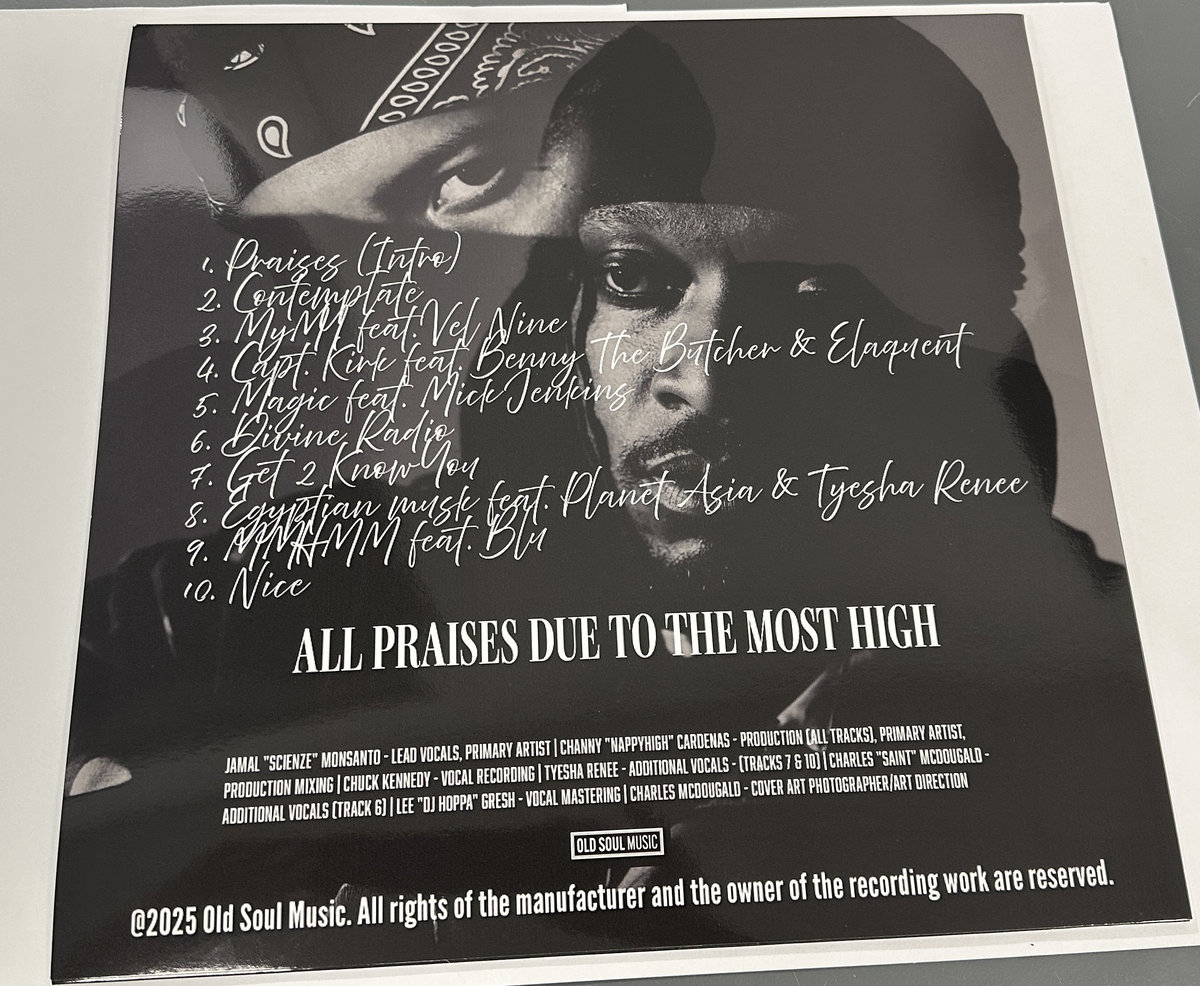 1. Praises (Intro)
2. Contemplate
3. MyMI feat. Vel Nine
4. Capt. Kirk feat. Benny The Butcher & Elaquent
5. Magic feat. Mick Jenkins
6. Divine Radio
7. Get 2 Know You
8. Egyptian musk feat. Planet Asia & Tyesha Renee
9. MMHMM feat. Blu
10. Nice
ALL PRAISES DUE TO THE MOST HIGH
JAMAL "SCIENZE" MONSANTO - LEAD VOCALS, PRIMARY ARTIST | CHANNY "NAPPYHIGH" CARDENAS - PRODUCTION (ALL TRACKS), PRIMARY ARTIST,
PRODUCTION MIXING | CHUCK KENNEDY - VOCAL RECORDING | TYESHA RENEE - ADDITIONAL VOCALS - (TRACKS 7 & 10) | CHARLES "SAINT" MCDOUGALD -
ADDITIONAL VOCALS (TRACK 6) | LEE "DJ HOPPA" GRESH - VOCAL MASTERING | CHARLES MCDOUGALD - COVER ART PHOTOGRAPHER/ART DIRECTION
OLD SOUL MUSIC
@2025 Old Soul Music. All rights of the manufacturer and the owner of the recording work are reserved.